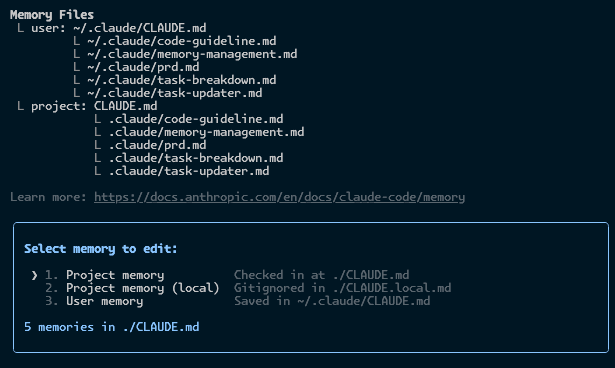 Memory Files
└ user: ~/.claude/CLAUDE.md
└ ~/.claude/code-guideline.md
└ ~/.claude/memory-management.md
└ ~/.claude/prd.md
└ ~/.claude/task-breakdown.md
└ ~/.claude/task-updater.md
└ project: CLAUDE.md
└ .claude/code-guideline.md
└ .claude/memory-management.md
└ .claude/prd.md
└ .claude/task-breakdown.md
└ .claude/task-updater.md
Learn more: https://docs.anthropic.com/en/docs/claude-code/memory
Select memory to edit:
❯ 1. Project memory Checked in at ./CLAUDE.md
2. Project memory (local) Gitignored in ./CLAUDE.local.md
3. User memory Saved in ~/.claude/CLAUDE.md
5 memories in ./CLAUDE.md